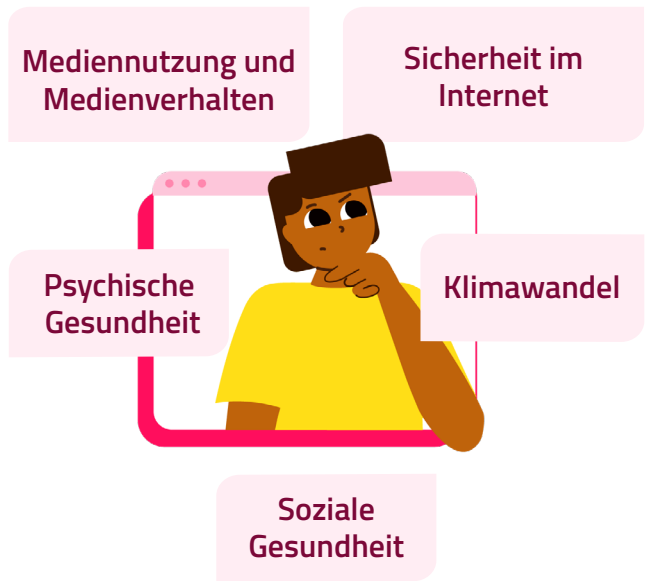 Mediennutzung und
Medienverhalten
Sicherheit im
Internet
Psychische
Gesundheit
Klimawandel
Soziale
Gesundheit